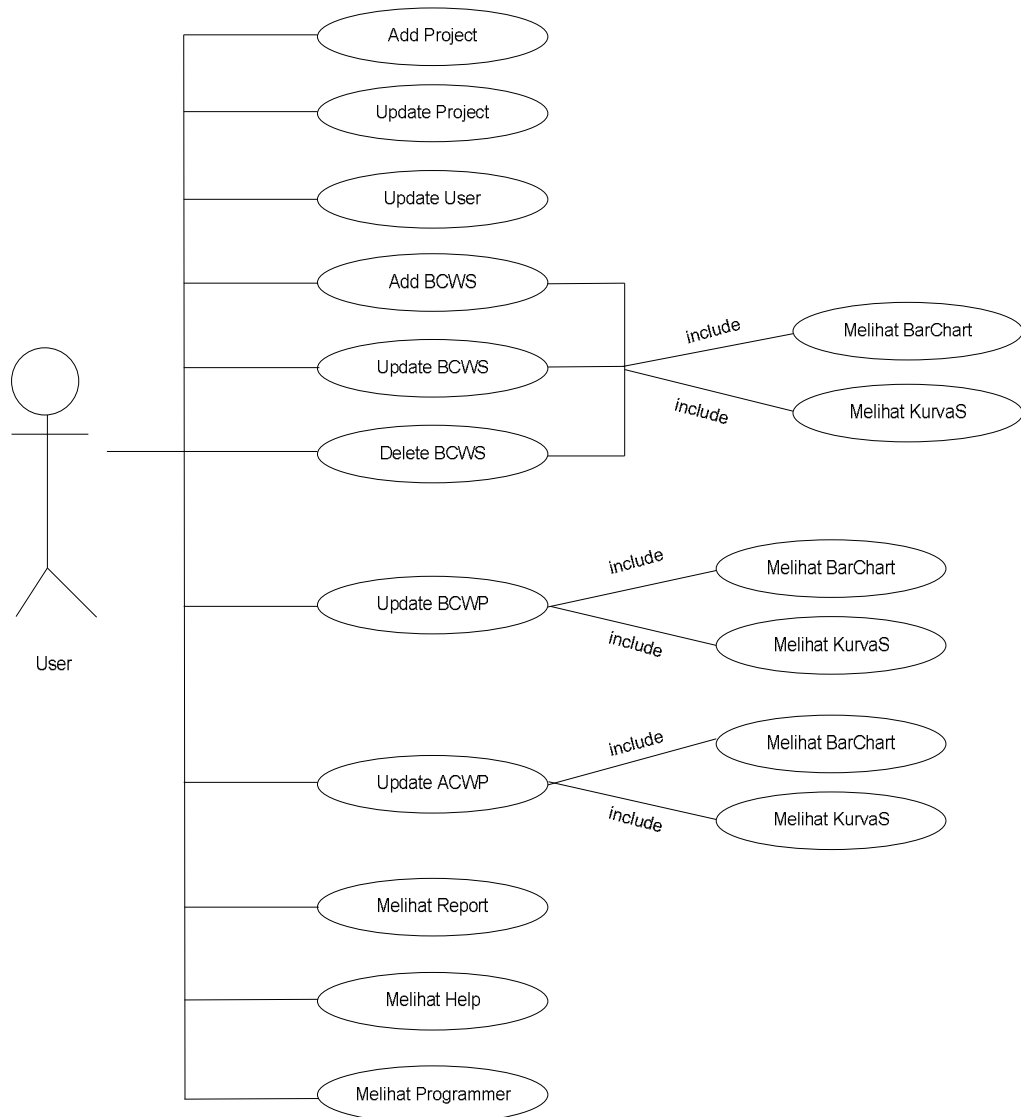 Add Project
Update Project
Update User
Add BCWS
include
Melihat BarChart
Update BCWS
include
Melihat KurvaS
Delete BCWS
include
Melihat BarChart
Update BCWP
include
Melihat KurvaS
User
include
Melihat BarChart
Update ACWP
include
Melihat KurvaS
Melihat Report
Melihat Help
Melihat Programmer